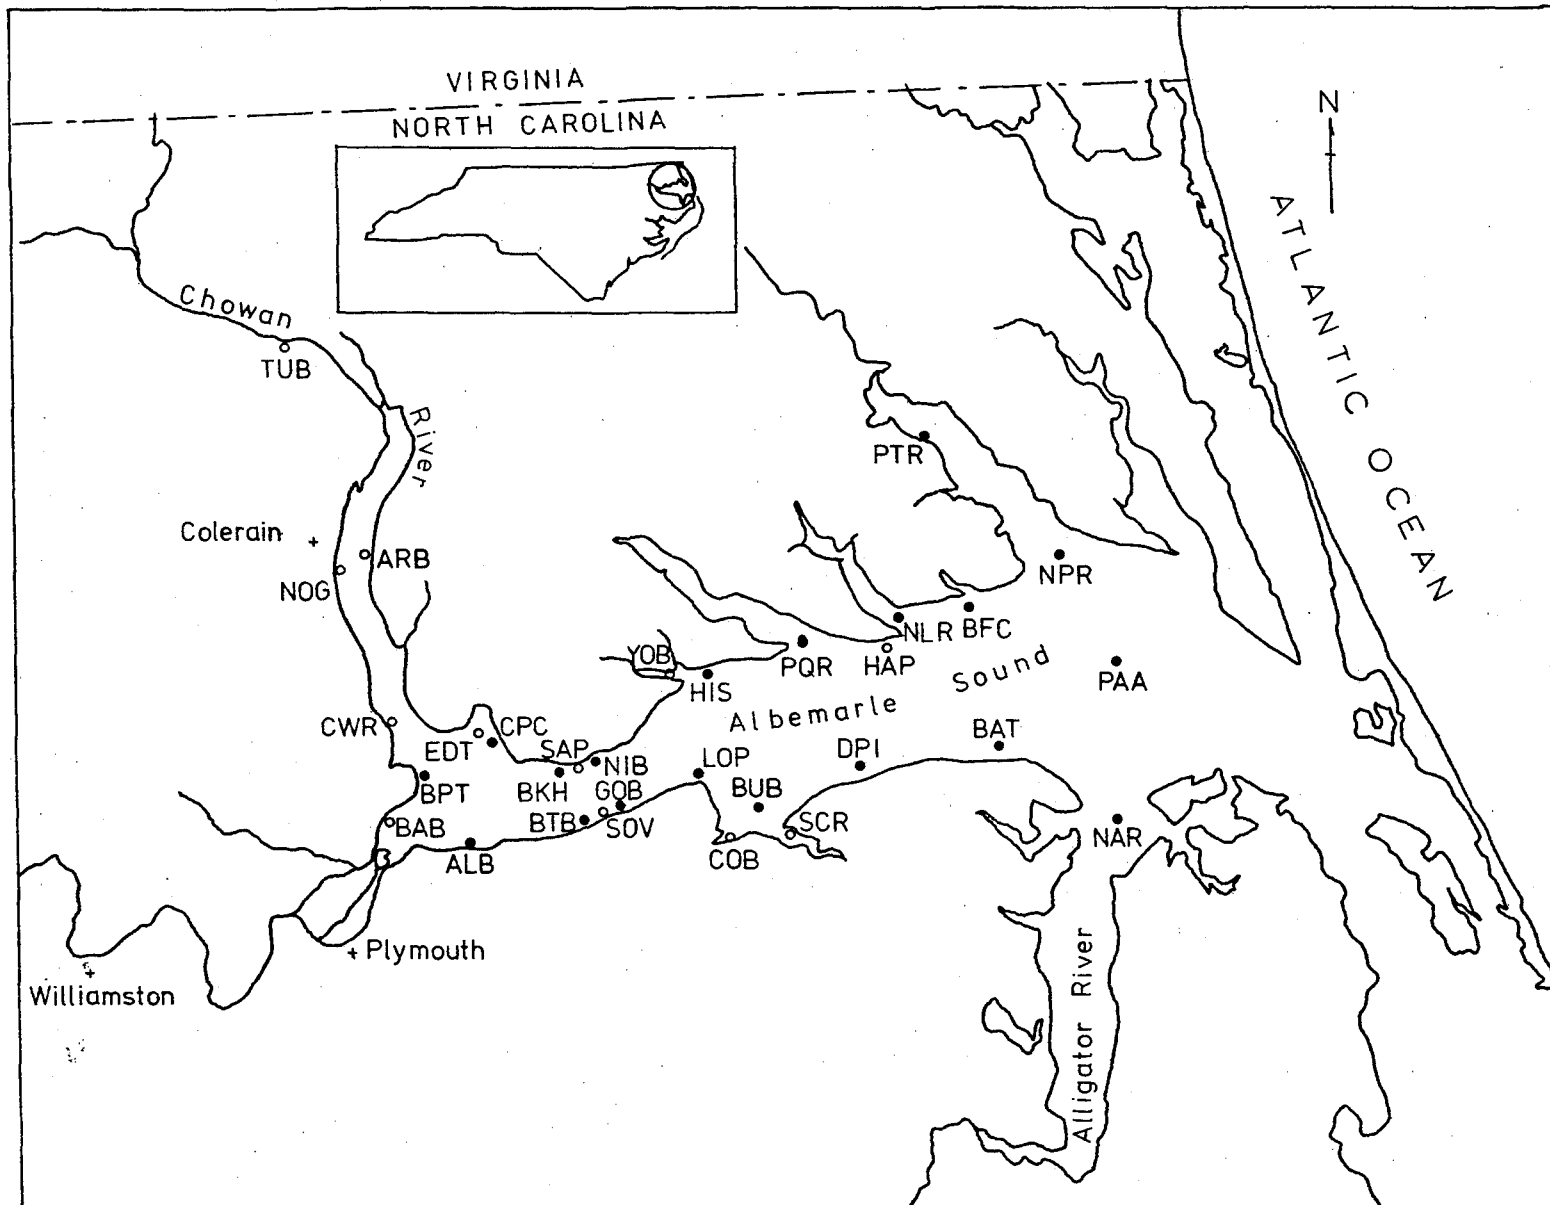 VIRGINIA
NORTH CAROLINA
N
ATLANTIC OCEAN
Chowan
River
TUB
PTR
Colerain
ARB
NOG
NPR
NLR
BFC
YOB
PQR
HAP
HIS
PAA
Albemarle Sound
CWR
CPC
EDT
SAP
NIB
LOP
DPI
BAT
BPT
BKH
GOB
BUB
BAB
BTB
SOV
SCR
NAR
ALB
COB
Plymouth
Williamston
Alligator River